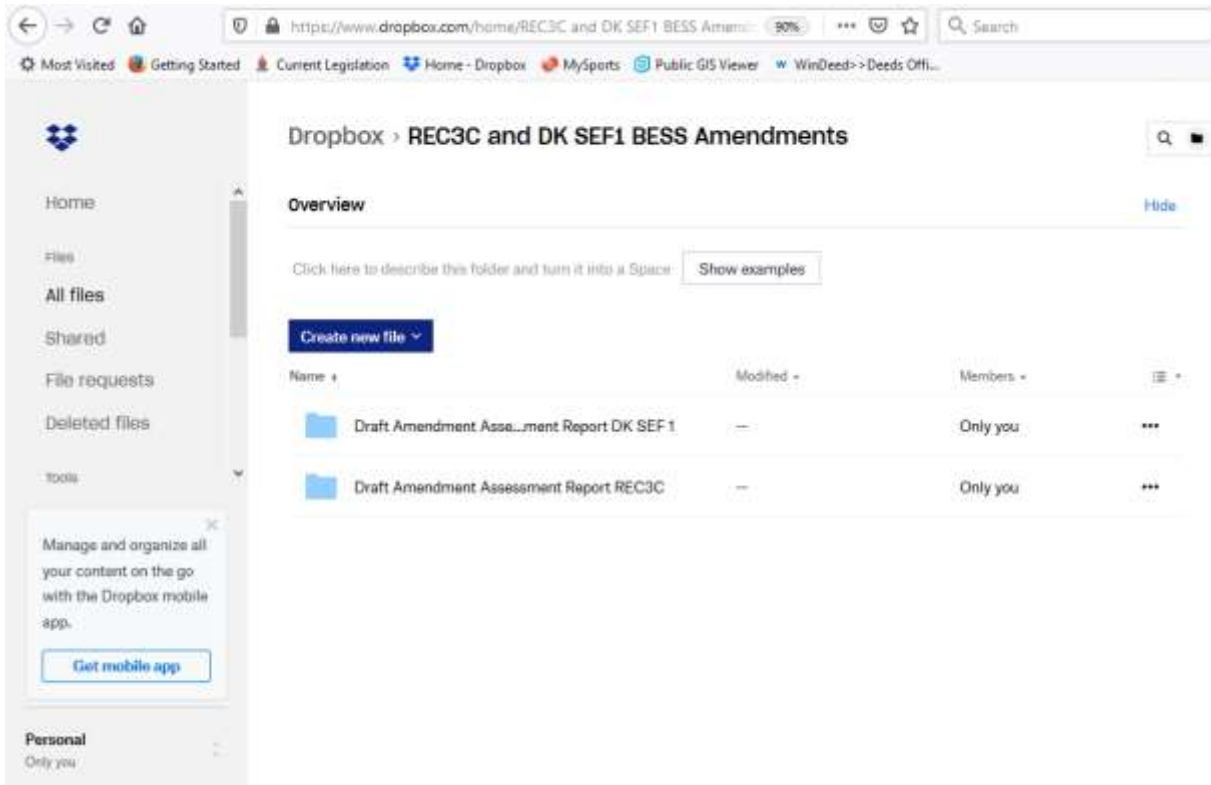 https://www.dropbox.com/home/REC3C and DK SEF1 BESS Amendm 90% ••• Search
Most Visited Getting Started Current Legislation Home - Dropbox MySports Public GIS Viewer WinDeed>>Deeds Offi...
Dropbox › REC3C and DK SEF1 BESS Amendments
Home
Overview Hide
Files
Click here to describe this folder and turn it into a Space Show examples
All files
Shared
Create new file
File requests
Name Modified Members
Deleted files
Draft Amendment Asse...ment Report DK SEF 1 -- Only you •••
Tools
Draft Amendment Assessment Report REC3C -- Only you •••
Manage and organize all
your content on the go
with the Dropbox mobile
app.
Get mobile app
Personal
Only you